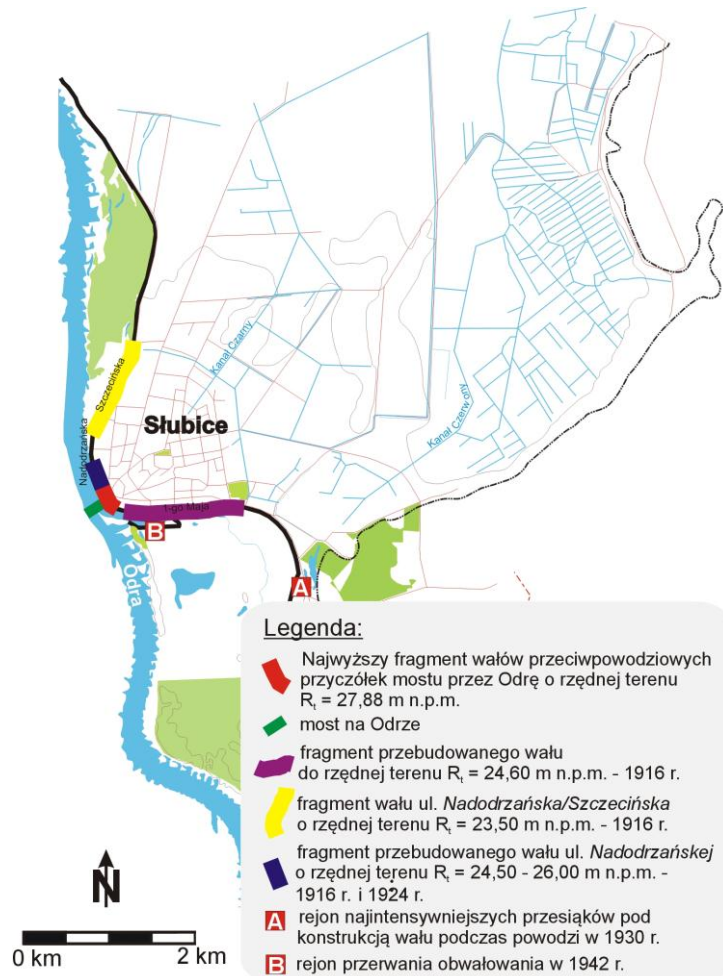 Kanał Czarny
Szczecińska
Słubice
Kanał Czerwony
Nadodrzańska
1-go Maja
B
Odra
A
Legenda:
Najwyższy fragment wałów przeciwpowodziowych
przyczółek mostu przez Odrę o rzędnej terenu
Rt = 27,88 m n.p.m.
most na Odrze
fragment przebudowanego wału
do rzędnej terenu Rt = 24,60 m n.p.m. - 1916 r.
fragment wału ul. Nadodrzańska/Szczecińska
o rzędnej terenu Rt = 23,50 m n.p.m. - 1916 r.
fragment przebudowanego wału ul. Nadodrzańskej
o rzędnej terenu Rt = 24,50 - 26,00 m n.p.m. -
1916 r. i 1924 r.
A rejon najintensywniejszych przesiąków pod
konstrukcją wału podczas powodzi w 1930 r.
B rejon przerwania obwałowania w 1942 r.
N
0 km 2 km